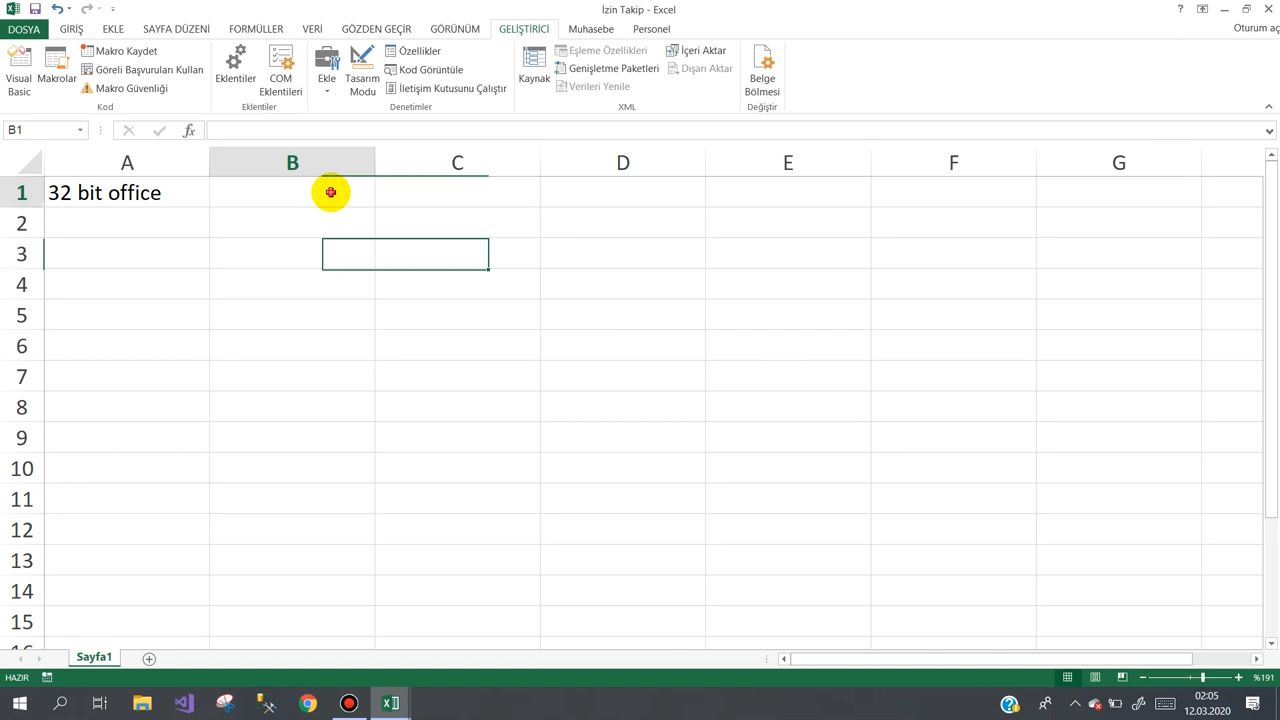 İzin Takip - Excel
DOSYA GİRİŞ EKLE SAYFA DÜZENİ FORMÜLLER VERİ GÖZDEN GEÇİR GÖRÜNÜM GELİŞTİRİCİ Muhasebe Personel Oturum aç
Visual Basic
Makrolar
Makro Kaydet
Göreli Başvuruları Kullan
Makro Güvenliği
Kod
Eklentiler
COM Eklentileri
Eklentiler
Ekle
Tasarım Modu
Özellikler
Kod Görüntüle
İletişim Kutusunu Çalıştır
Denetimler
Kaynak
Eşleme Özellikleri
Genişletme Paketleri
Verileri Yenile
İçeri Aktar
Dışarı Aktar
XML
Belge Bölmesi
Değiştir
B1 fx
A B C D E F G
1 32 bit office
2
3
4
5
6
7
8
9
10
11
12
13
14
15
Sayfa1
HAZIR %191
02:05
12.03.2020